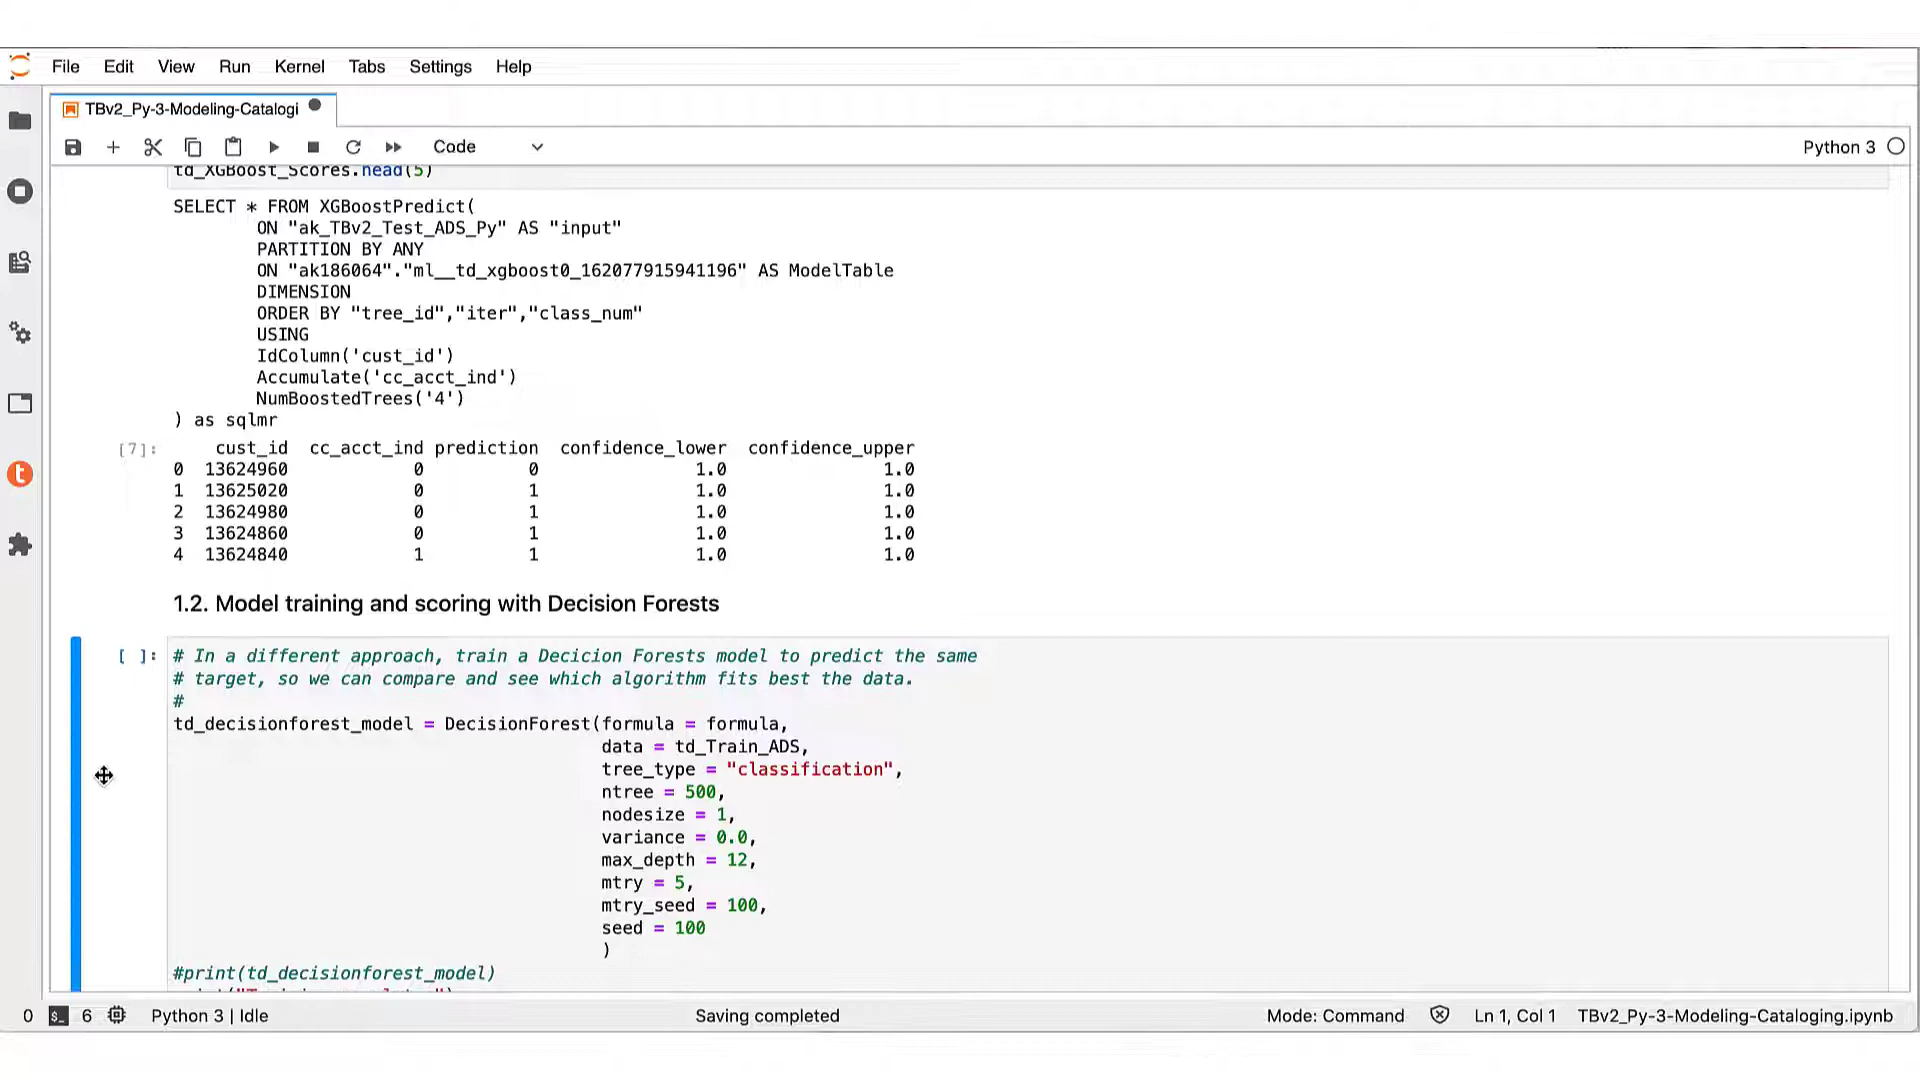 File Edit View Run Kernel Tabs Settings Help
TBv2_Py-3-Modeling-Catalogi
Code
Python 3
td_XGBoost_Scores.head(5)
SELECT * FROM XGBoostPredict(
ON "ak_TBv2_Test_ADS_Py" AS "input"
PARTITION BY ANY
ON "ak186064"."ml__td_xgboost0_162077915941196" AS ModelTable
DIMENSION
ORDER BY "tree_id","iter","class_num"
USING
IdColumn('cust_id')
Accumulate('cc_acct_ind')
NumBoostedTrees('4')
) as sqlmr
[7]: cust_id cc_acct_ind prediction confidence_lower confidence_upper
0 13624960 0 0 1.0 1.0
1 13625020 0 1 1.0 1.0
2 13624980 0 1 1.0 1.0
3 13624860 0 1 1.0 1.0
4 13624840 1 1 1.0 1.0
1.2. Model training and scoring with Decision Forests
[ ]: # In a different approach, train a Decicion Forests model to predict the same
# target, so we can compare and see which algorithm fits best the data.
#
td_decisionforest_model = DecisionForest(formula = formula,
data = td_Train_ADS,
tree_type = "classification",
ntree = 500,
nodesize = 1,
variance = 0.0,
max_depth = 12,
mtry = 5,
mtry_seed = 100,
seed = 100
)
#print(td_decisionforest_model)
0 $_ 6 Python 3 | Idle Saving completed Mode: Command Ln 1, Col 1 TBv2_Py-3-Modeling-Cataloging.ipynb